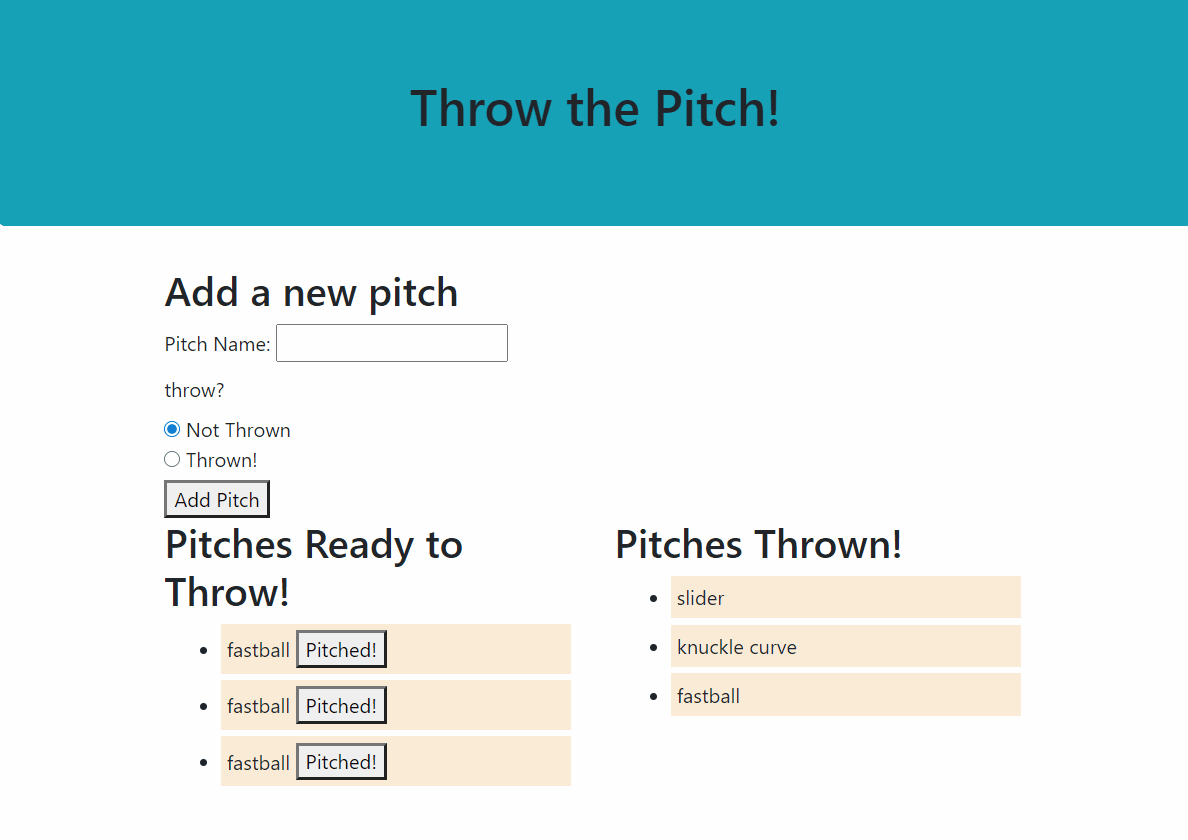 Throw the Pitch!
Add a new pitch
Pitch Name:
throw?
Not Thrown
Thrown!
Add Pitch
Pitches Ready to
Throw!
fastball Pitched!
fastball Pitched!
fastball Pitched!
Pitches Thrown!
slider
knuckle curve
fastball